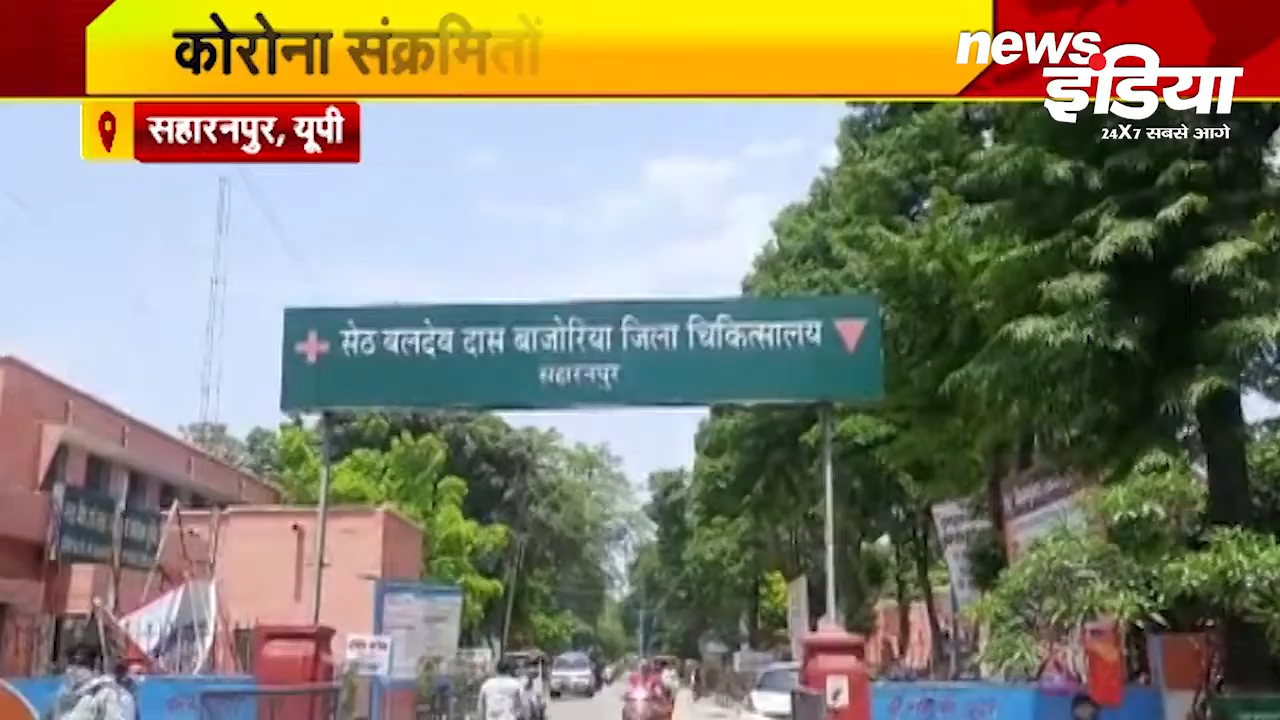 कोरोना संक्रमितों
news
इंडिया
24X7 सबसे आगे
सहारनपुर, यूपी
सेठ बलदेव दास बाजोरिया जिला चिकित्सालय
सहारनपुर